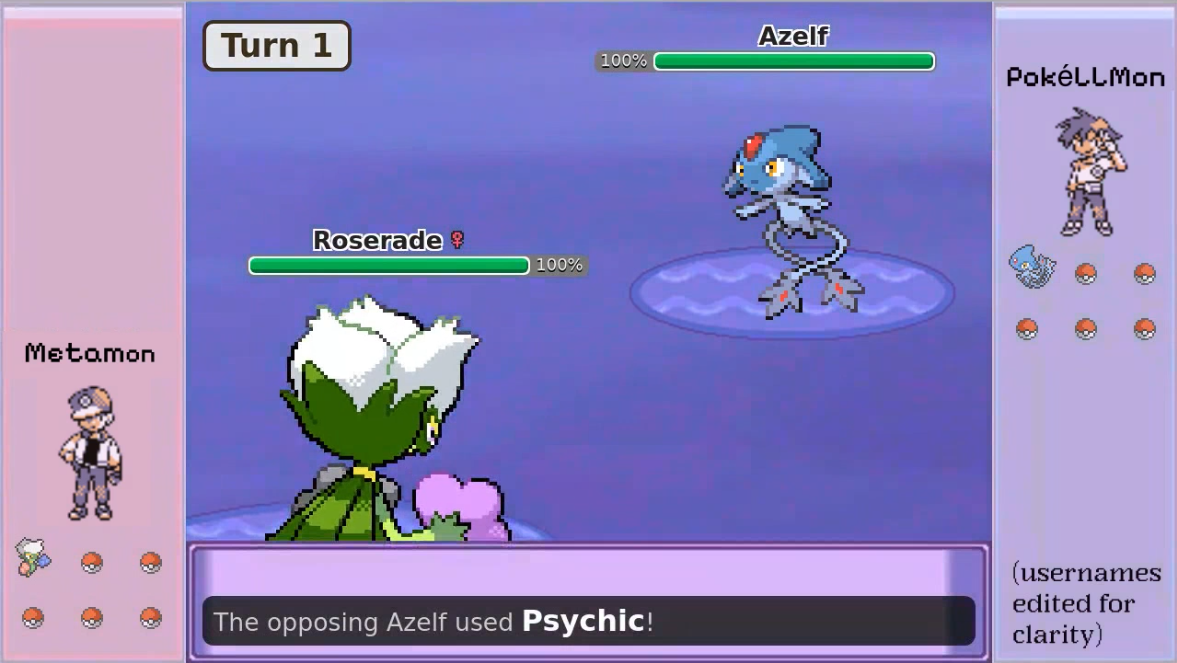 Turn 1
Azelf
100%
PokéLLMon
Roserade ♀
100%
Metamon
(usernames
edited for
clarity)
The opposing Azelf used Psychic!